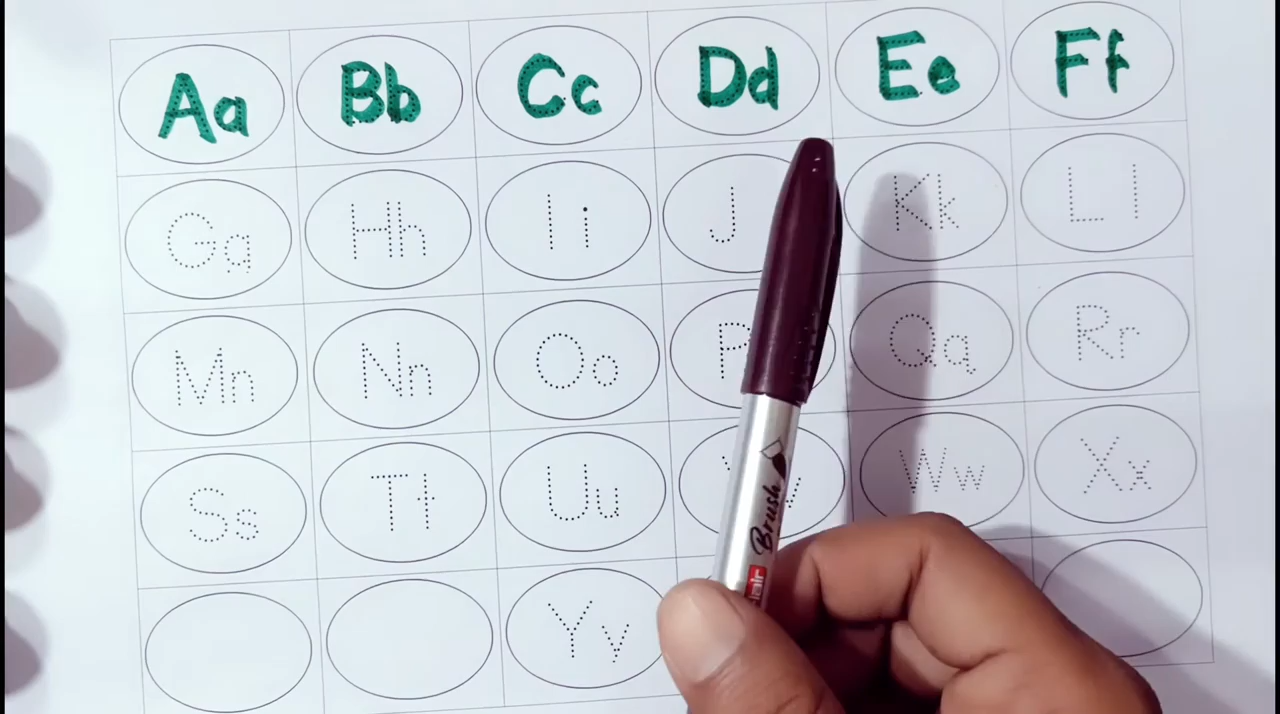 Aa Bb Cc Dd Ee Ff
Gg Hh Ii J Kk Ll
Mn Nn Oo P Qq Rr
Ss Tt Uu Ww Xx
Yy
Brush